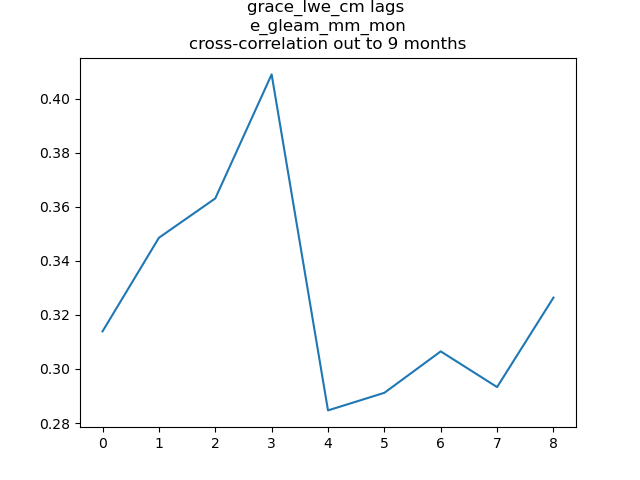 grace_lwe_cm lags
e_gleam_mm_mon
cross-correlation out to 9 months
0.40
0.38
0.36
0.34
0.32
0.30
0.28
0 1 2 3 4 5 6 7 8